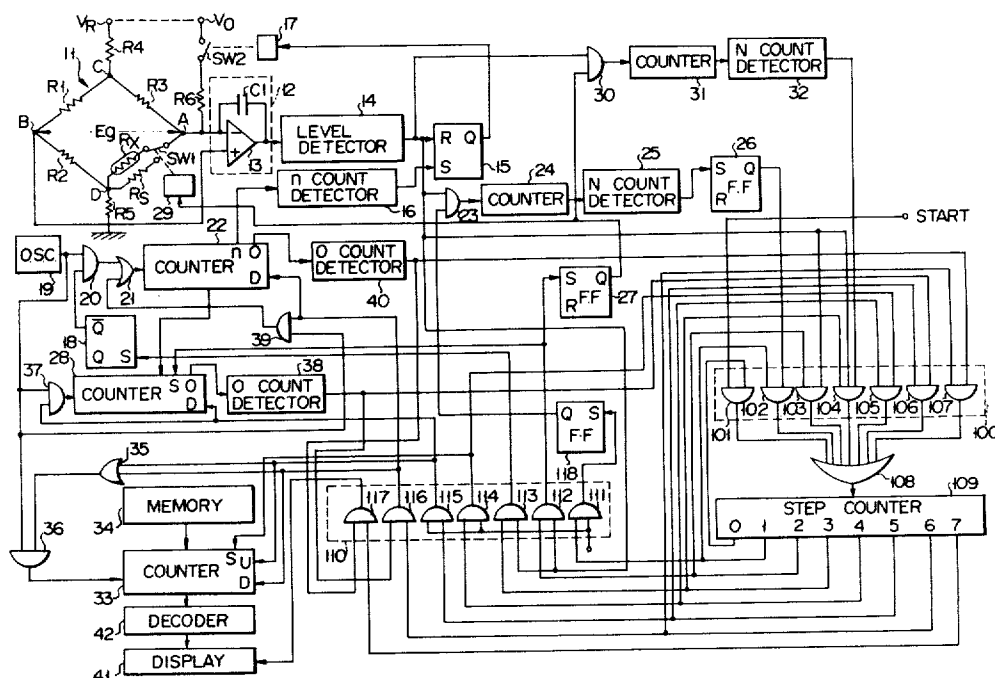 VR
VO
17
11
R4
C
SW2
R1
R3
R6
C1
12
14
B
Eg
A
RX
R2
SW1
D
RS
R5
29
13
LEVEL DETECTOR
n COUNT DETECTOR
16
R Q
S
15
30
COUNTER
31
N COUNT DETECTOR
32
23
24
COUNTER
25
N COUNT DETECTOR
26
S Q
F.F
R
START
22
OSC
19
20
21
COUNTER
n O
D
O COUNT DETECTOR
40
S Q
F.F
R
27
39
18
Q̅
Q S
28
37
COUNTER
S O
D
38
O COUNT DETECTOR
Q S
F.F
118
101
102
103
104
105
106
107
100
108
109
STEP COUNTER
0 1 2 3 4 5 6 7
35
117
116
115
114
113
112
111
110
MEMORY
34
36
COUNTER
S U
D
33
DECODER
42
DISPLAY
41